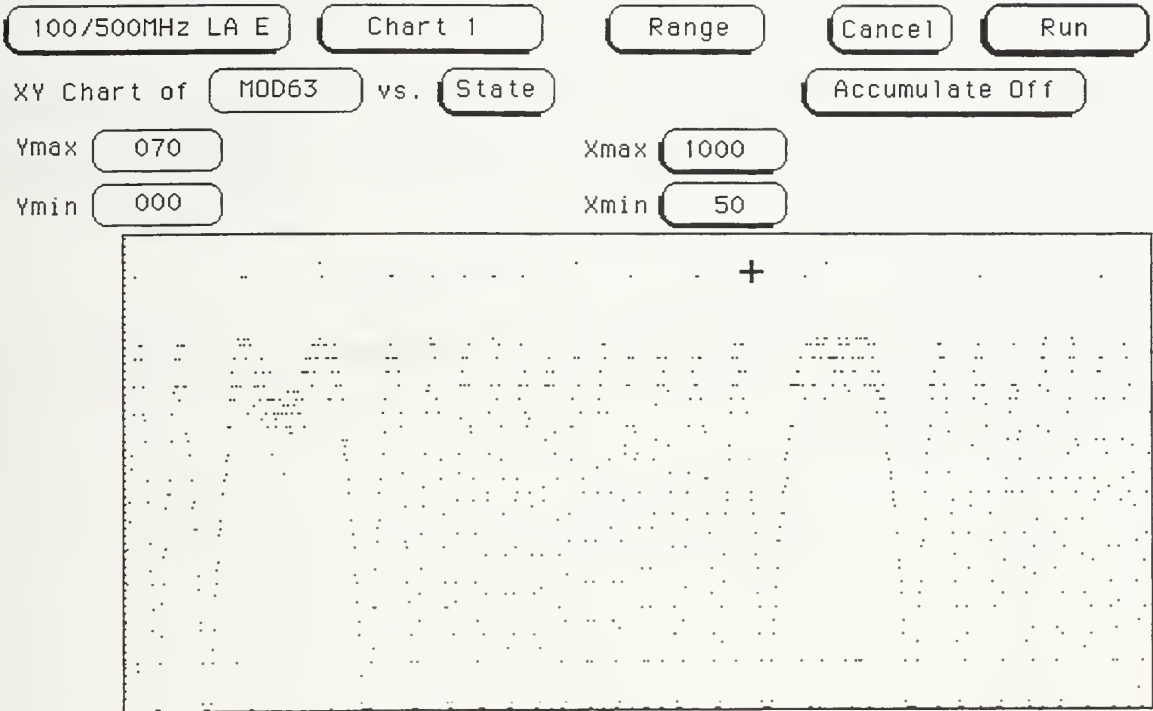 100/500MHz LA E Chart 1 Range Cancel Run
XY Chart of MOD63 vs. State Accumulate Off
Ymax 070 Xmax 1000
Ymin 000 Xmin 50